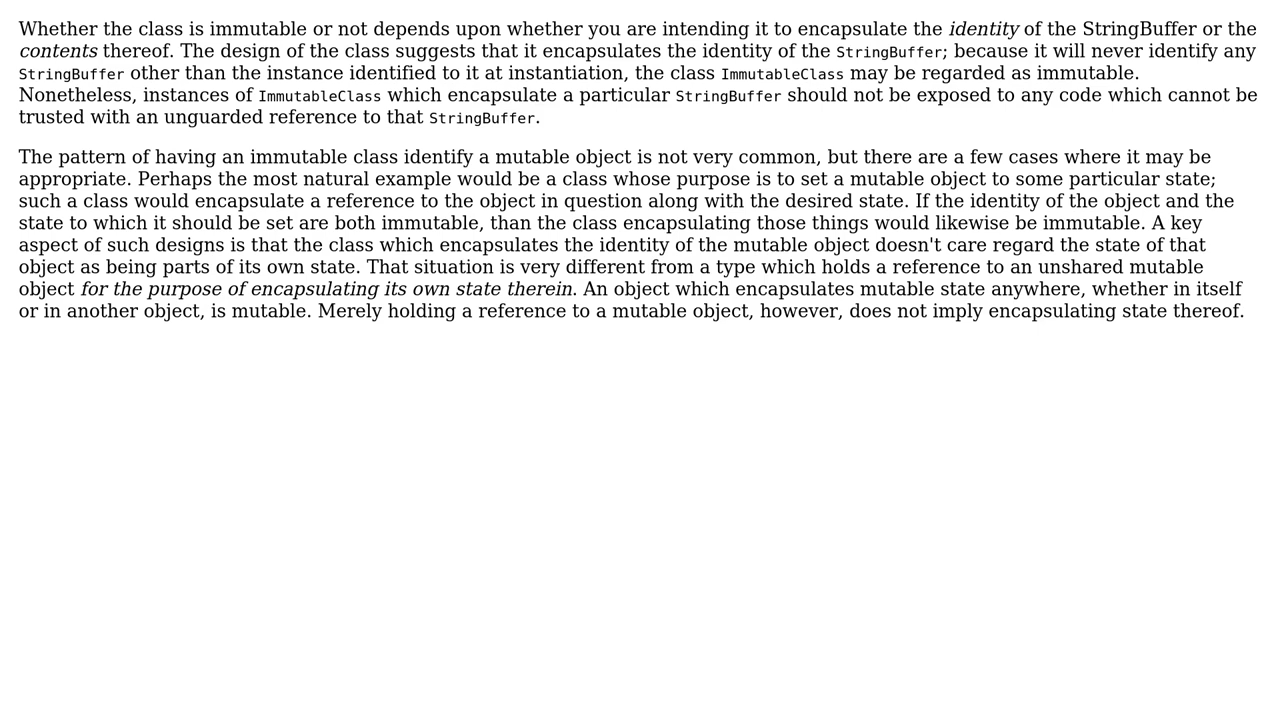 Whether the class is immutable or not depends upon whether you are intending it to encapsulate the identity of the StringBuffer or the
contents thereof. The design of the class suggests that it encapsulates the identity of the StringBuffer; because it will never identify any
StringBuffer other than the instance identified to it at instantiation, the class ImmutableClass may be regarded as immutable.
Nonetheless, instances of ImmutableClass which encapsulate a particular StringBuffer should not be exposed to any code which cannot be
trusted with an unguarded reference to that StringBuffer.
The pattern of having an immutable class identify a mutable object is not very common, but there are a few cases where it may be
appropriate. Perhaps the most natural example would be a class whose purpose is to set a mutable object to some particular state;
such a class would encapsulate a reference to the object in question along with the desired state. If the identity of the object and the
state to which it should be set are both immutable, than the class encapsulating those things would likewise be immutable. A key
aspect of such designs is that the class which encapsulates the identity of the mutable object doesn't care regard the state of that
object as being parts of its own state. That situation is very different from a type which holds a reference to an unshared mutable
object for the purpose of encapsulating its own state therein. An object which encapsulates mutable state anywhere, whether in itself
or in another object, is mutable. Merely holding a reference to a mutable object, however, does not imply encapsulating state thereof.